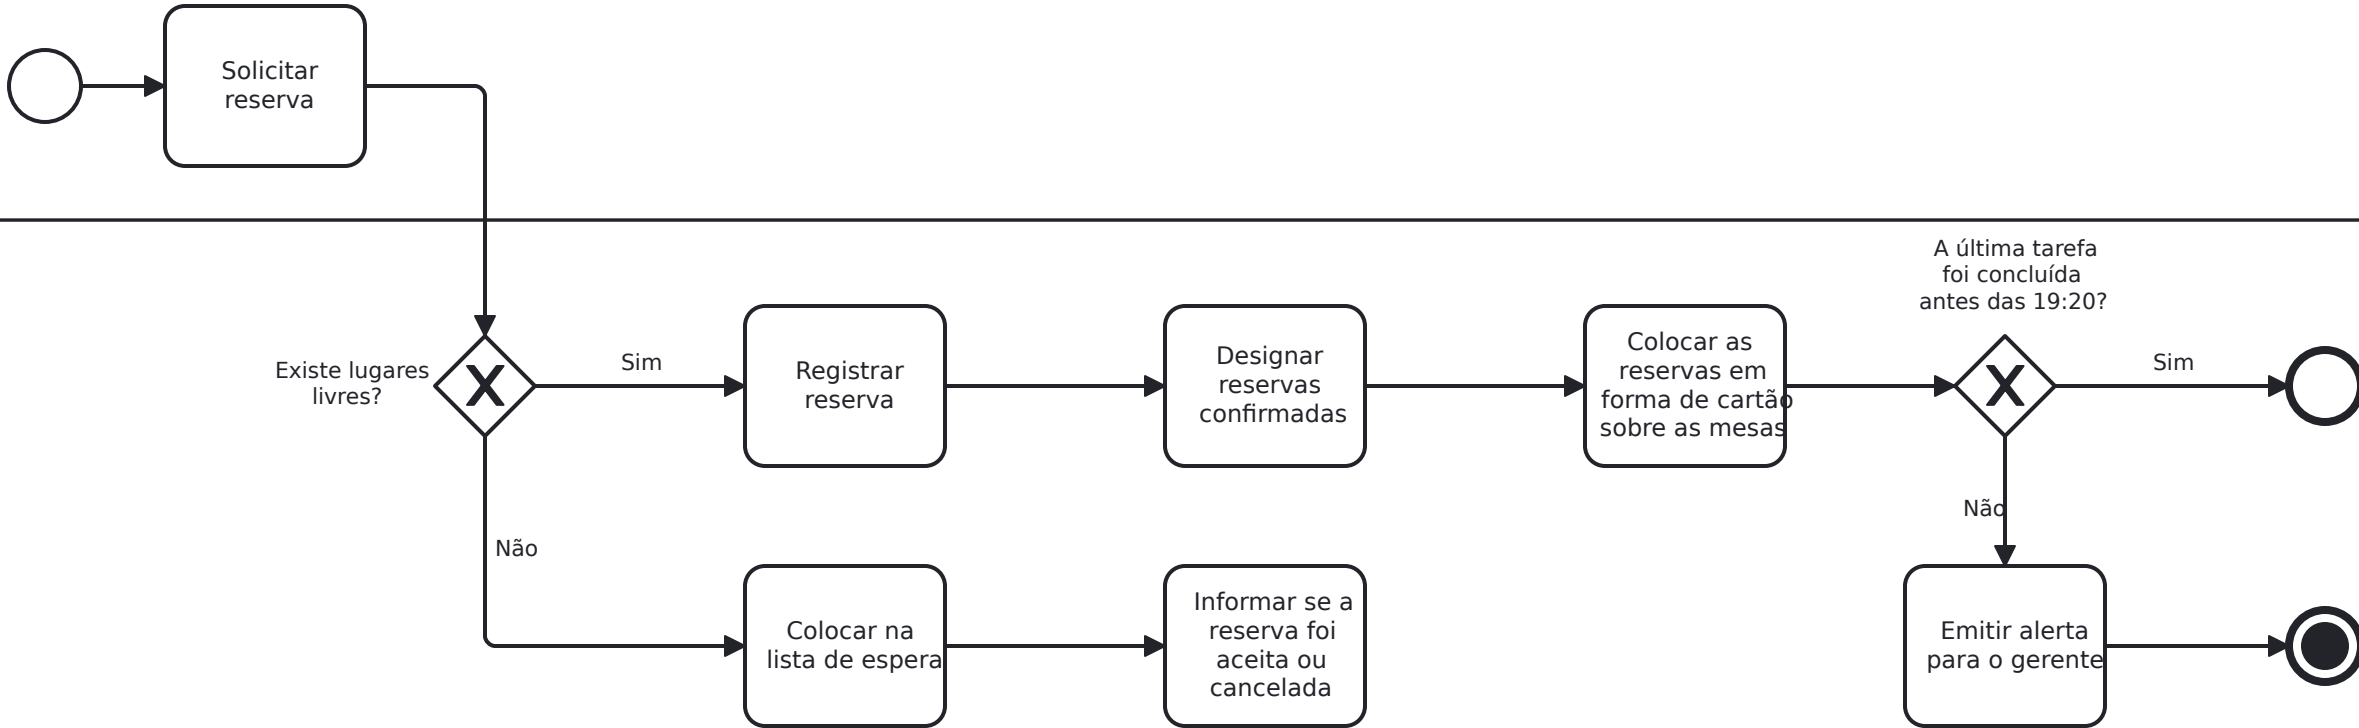 Solicitar
reserva
A última tarefa
foi concluída
antes das 19:20?
Existe lugares
livres?
X
Sim
Registrar
reserva
Designar
reservas
confirmadas
Colocar as
reservas em
forma de cartão
sobre as mesas
X
Sim
Não
Não
Colocar na
lista de espera
Informar se a
reserva foi
aceita ou
cancelada
Emitir alerta
para o gerente